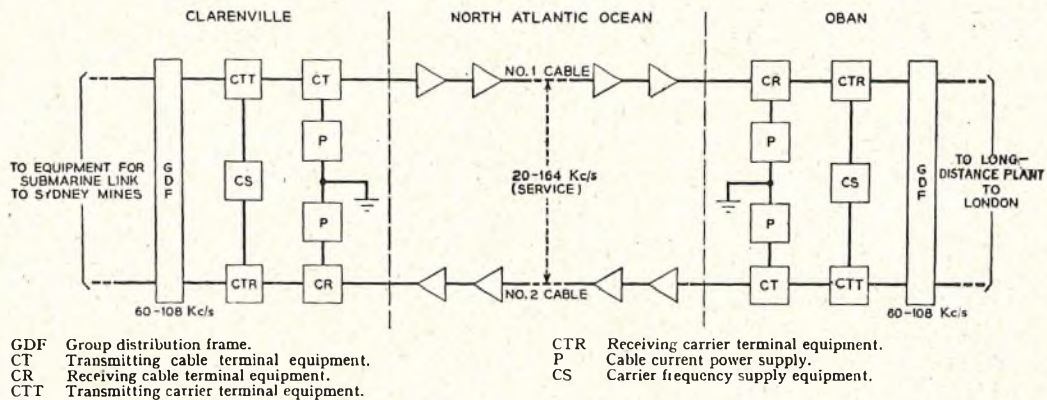 CLARENVILLE
NORTH ATLANTIC OCEAN
OBAN
CTT
CT
NO.1 CABLE
CR
CTR
TO EQUIPMENT FOR
SUBMARINE LINK
TO SYDNEY MINES
GDF
CS
P
P
20-164 Kc/s
(SERVICE)
P
P
CS
GDF
TO LONG-
DISTANCE PLANT
TO
LONDON
CTR
CR
NO.2 CABLE
CT
CTT
60-108 Kc/s
60-108 Kc/s
GDF Group distribution frame.
CT Transmitting cable terminal equipment.
CR Receiving cable terminal equipment.
CTT Transmitting carrier terminal equipment.
CTR Receiving carrier terminal equipment.
P Cable current power supply.
CS Carrier frequency supply equipment.